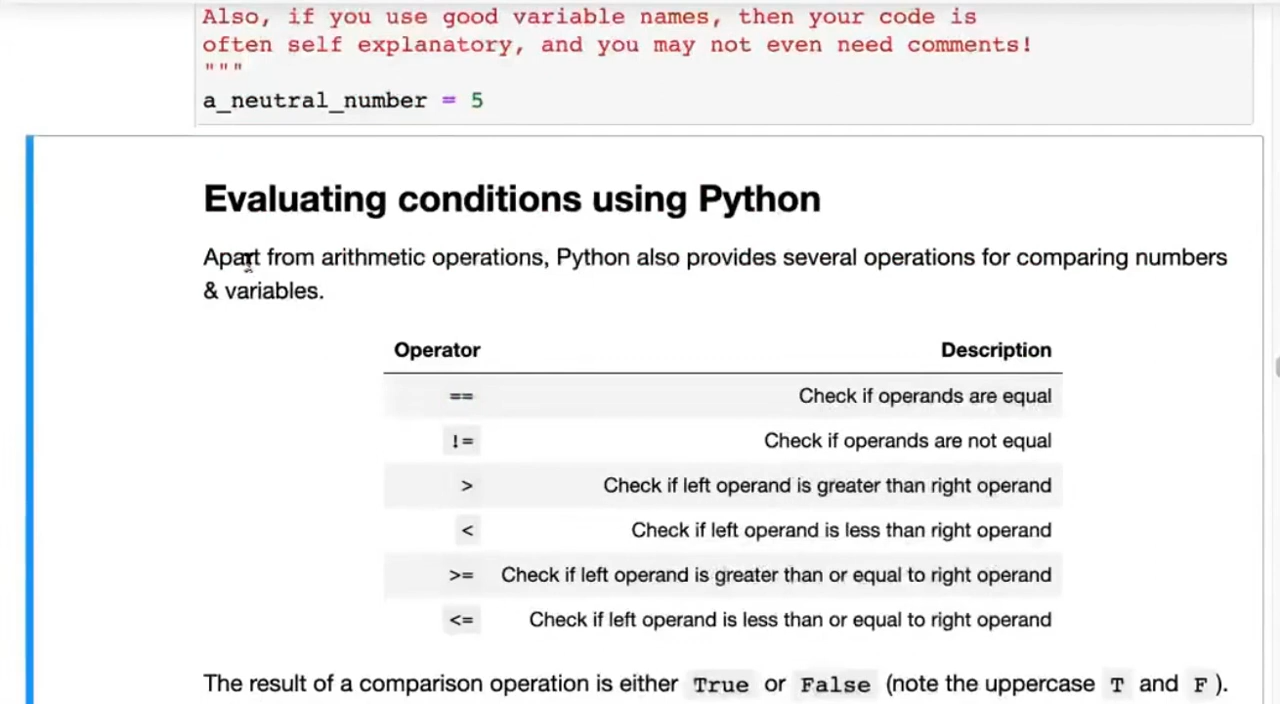 Also, if you use good variable names, then your code is
often self explanatory, and you may not even need comments!
"""
a_neutral_number = 5
Evaluating conditions using Python
Apart from arithmetic operations, Python also provides several operations for comparing numbers
& variables.
Operator Description
== Check if operands are equal
!= Check if operands are not equal
> Check if left operand is greater than right operand
< Check if left operand is less than right operand
>= Check if left operand is greater than or equal to right operand
<= Check if left operand is less than or equal to right operand
The result of a comparison operation is either True or False (note the uppercase T and F ).